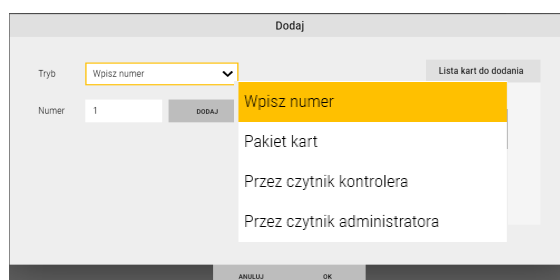 Dodaj
Tryb Wpisz numer Lista kart do dodania
Numer 1 DODAJ
Wpisz numer
Pakiet kart
Przez czytnik kontrolera
Przez czytnik administratora
ANULUJ OK